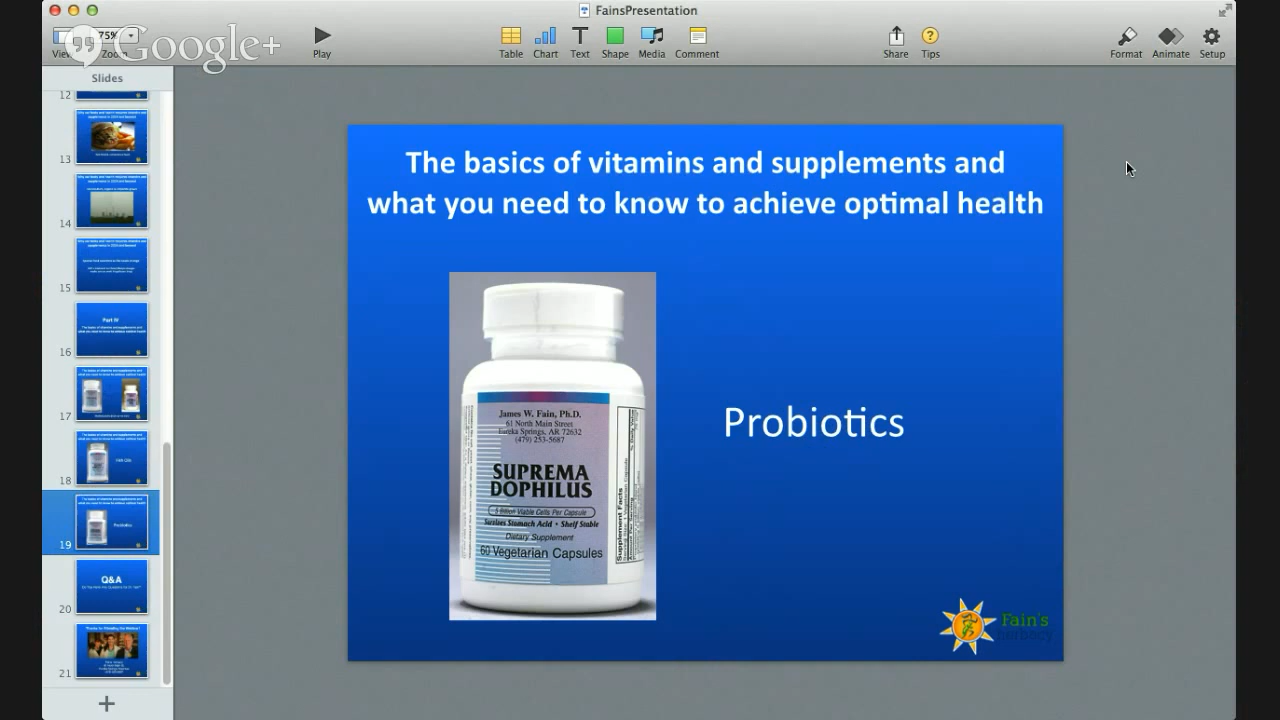 FainsPresentation
Google+
75%
View
Zoom
Play
Table
Chart
Text
Shape
Media
Comment
Share
Tips
Format
Animate
Setup
Slides
12
13
14
15
Part IV
16
17
18
Probiotics
19
Q&A
20
21
The basics of vitamins and supplements and
what you need to know to achieve optimal health
James W. Fain, Ph.D.
61 North Main Street
Eureka Springs, AR 72632
(479) 253-5687
SUPREMA
DOPHILUS
5 Billion Viable Cells Per Capsule
Survives Stomach Acid • Shelf Stable
Dietary Supplement
60 Vegetarian Capsules
Supplement Facts
Probiotics
Fain's
herbacy